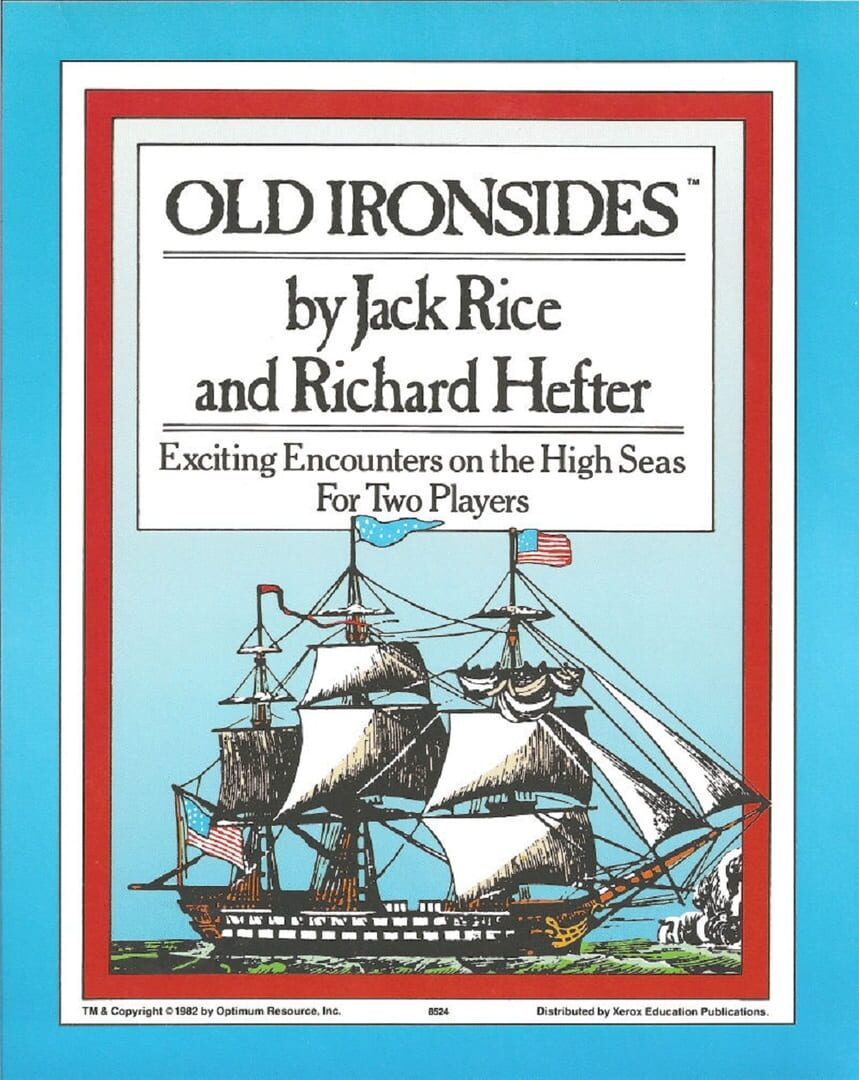 OLD IRONSIDES™
by Jack Rice
and Richard Hefter
Exciting Encounters on the High Seas
For Two Players
TM & Copyright © 1982 by Optimum Resource, Inc.
8524
Distributed by Xerox Education Publications.